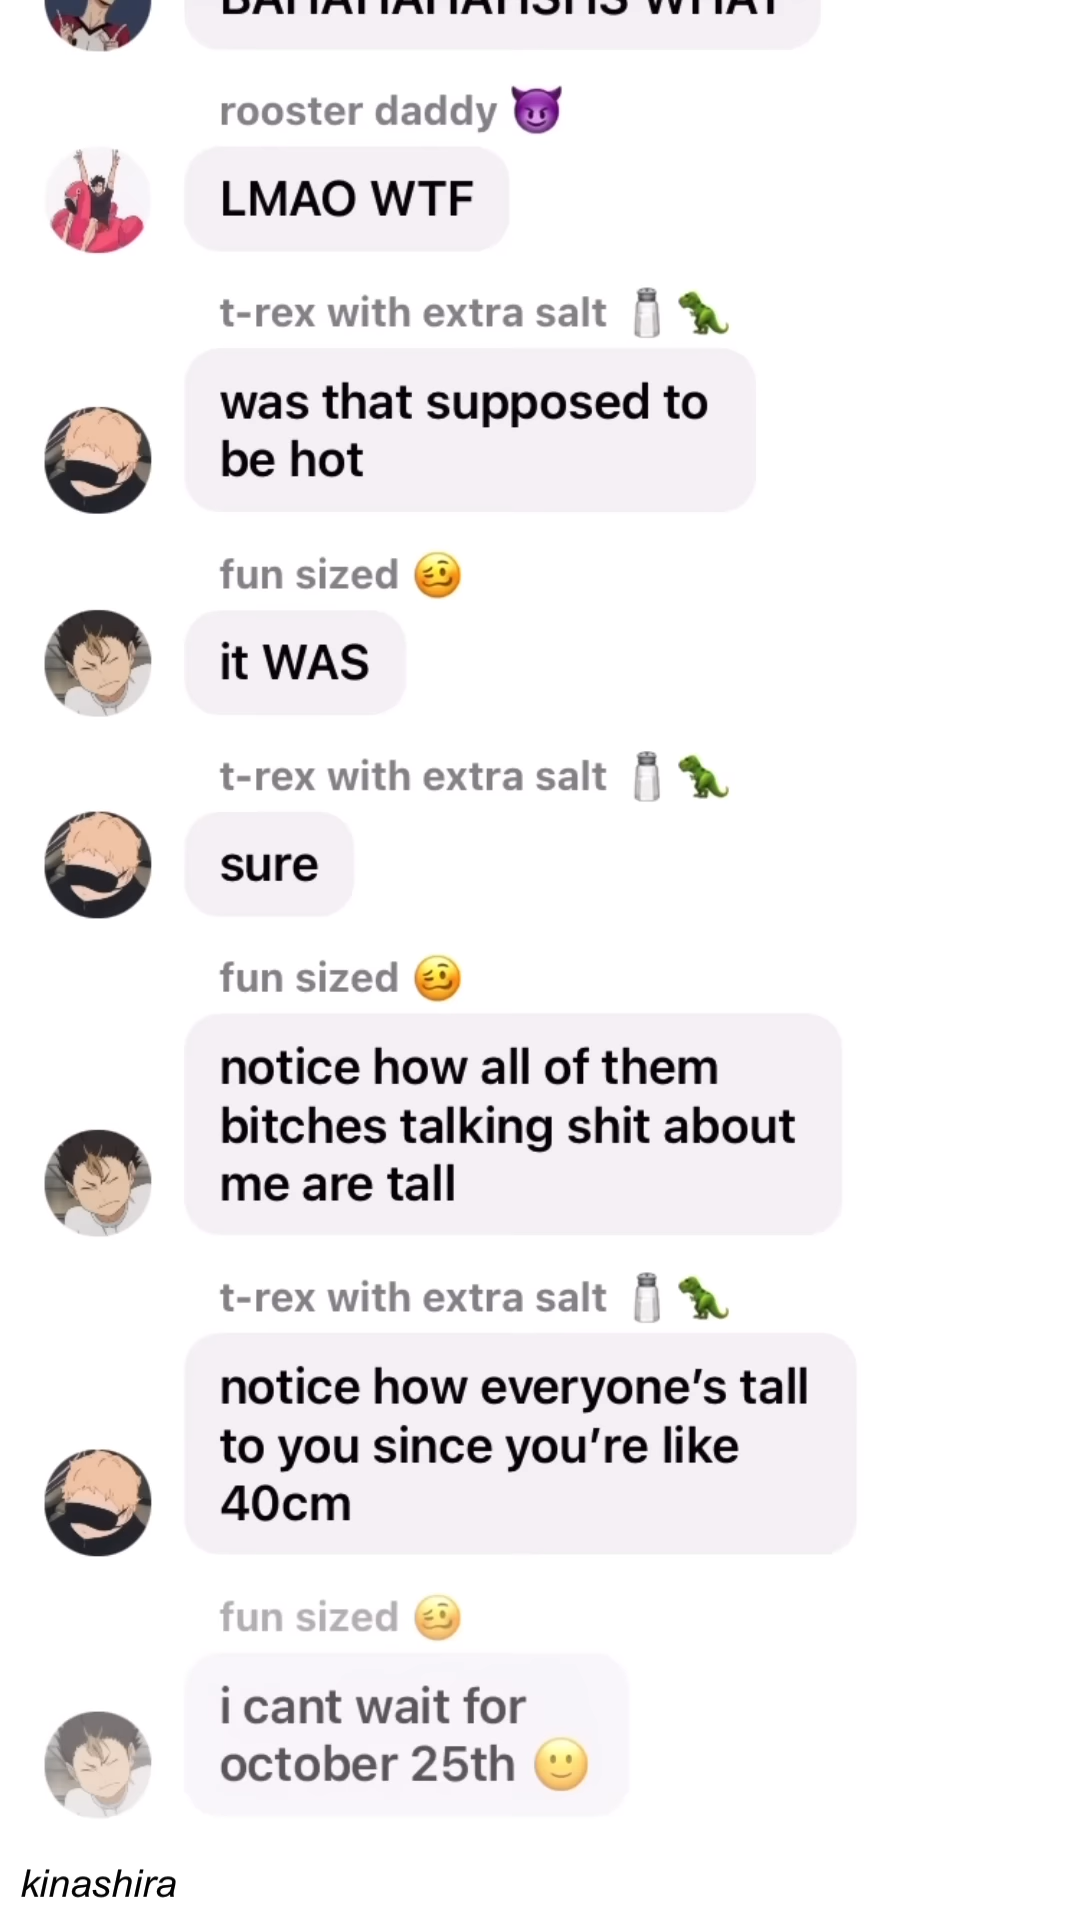 BAHAHAHAHSHS WHAT
rooster daddy 😈
LMAO WTF
t-rex with extra salt 🧂🦖
was that supposed to
be hot
fun sized 🥴
it WAS
t-rex with extra salt 🧂🦖
sure
fun sized 🥴
notice how all of them
bitches talking shit about
me are tall
t-rex with extra salt 🧂🦖
notice how everyone’s tall
to you since you’re like
40cm
fun sized 🥴
i cant wait for
october 25th 🙂
kinashira